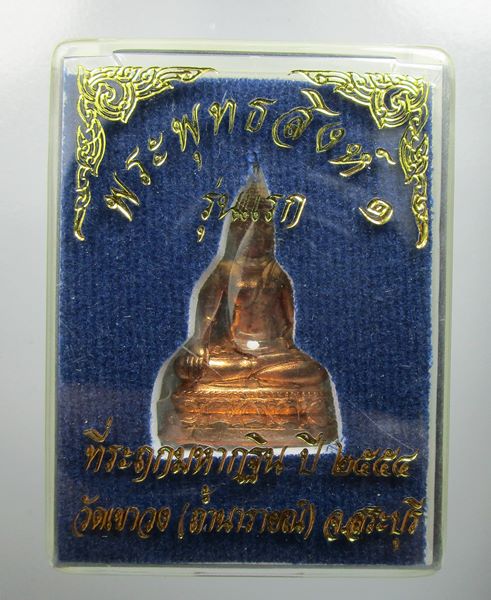 พระพุทธสิงห์ ๑
รุ่นแรก
ที่ระฤกมหากฐิน ปี ๒๕๕๔
วัดเขาวง (ถ้ำนารายณ์) จ.สระบุรี